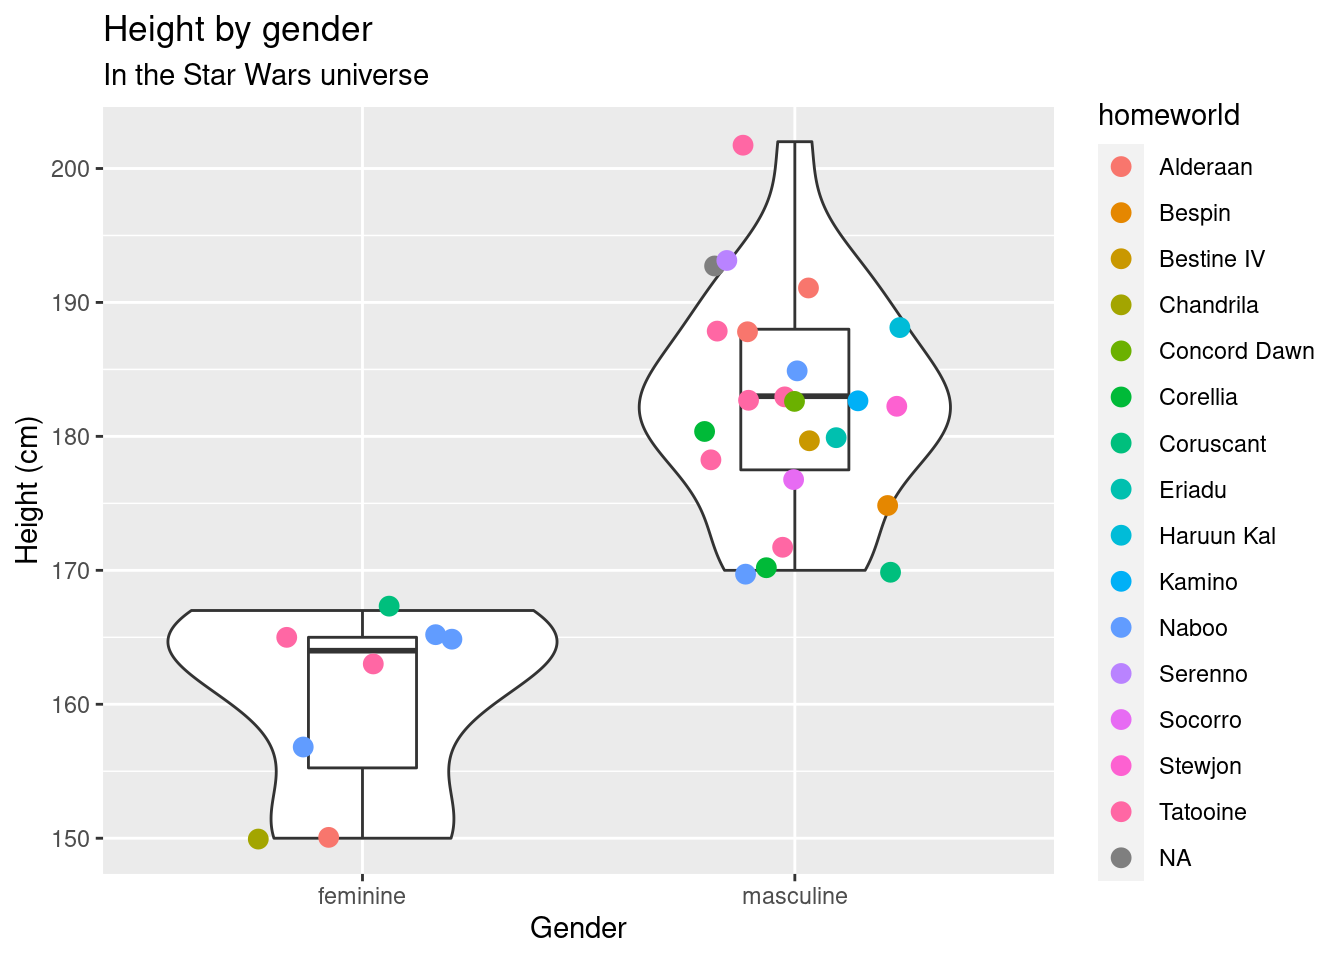 Height by gender
In the Star Wars universe
200
190
180
170
160
150
Height (cm)
feminine
masculine
Gender
homeworld
Alderaan
Bespin
Bestine IV
Chandrila
Concord Dawn
Corellia
Coruscant
Eriadu
Haruun Kal
Kamino
Naboo
Serenno
Socorro
Stewjon
Tatooine
NA